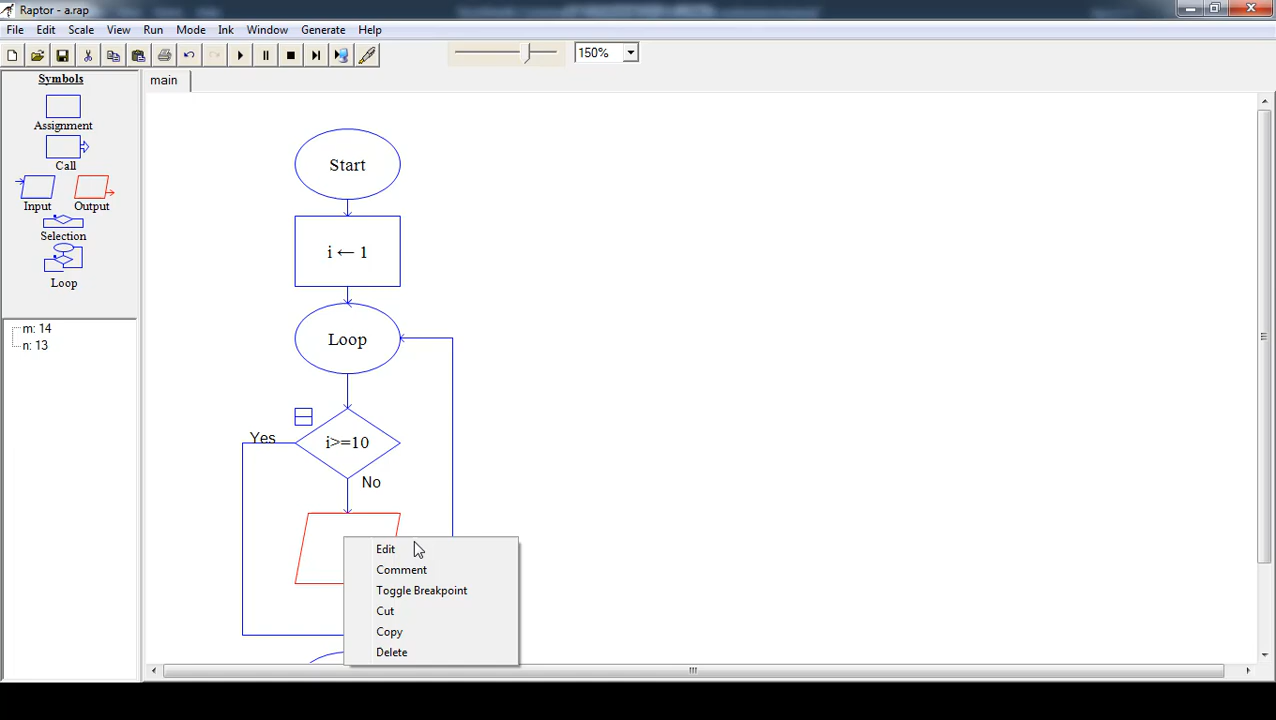 Raptor - a.rap
File Edit Scale View Run Mode Ink Window Generate Help
150%
Symbols
main
Assignment
Call
Input Output
Selection
Loop
m: 14
n: 13
Start
i ← 1
Loop
Yes
i>=10
No
Edit
Comment
Toggle Breakpoint
Cut
Copy
Delete